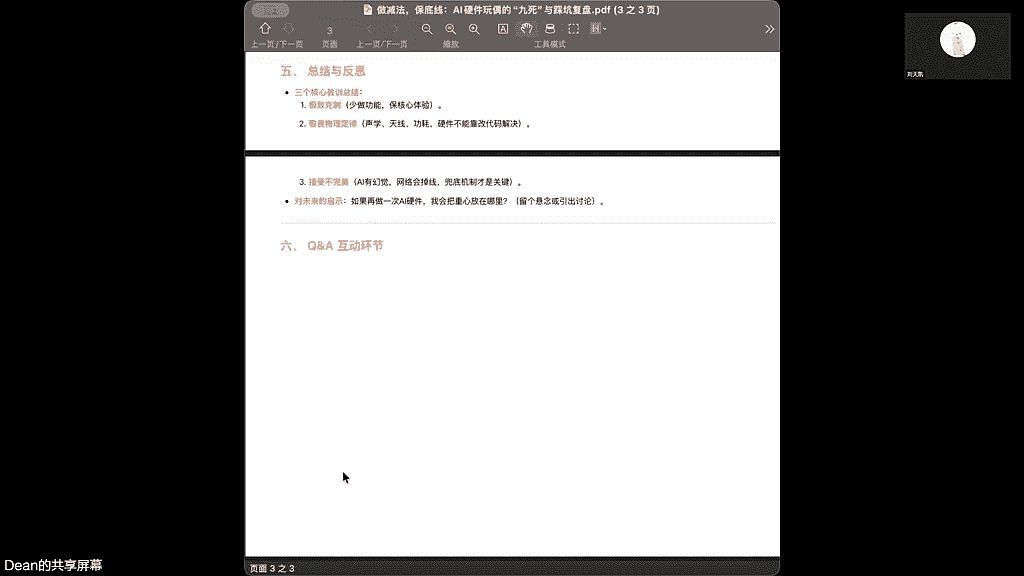 做减法，保底线：AI 硬件玩偶的 “九死” 与踩坑复盘.pdf (3 之 3 页)
3
上一页/下一页 页面 上一页/下一页 缩放 工具模式
五、 总结与反思
• 三个核心教训总结：
1. 极致克制（少做功能，保核心体验）。
2. 敬畏物理定律（声学、天线、功耗，硬件不能靠改代码解决）。
3. 接受不完美（AI有幻觉，网络会掉线，兜底机制才是关键）。
• 对未来的启示：如果再做一次AI硬件，我会把重心放在哪里？（留个悬念或引出讨论）。
六、 Q&A 互动环节
页面 3 之 3
Dean的共享屏幕